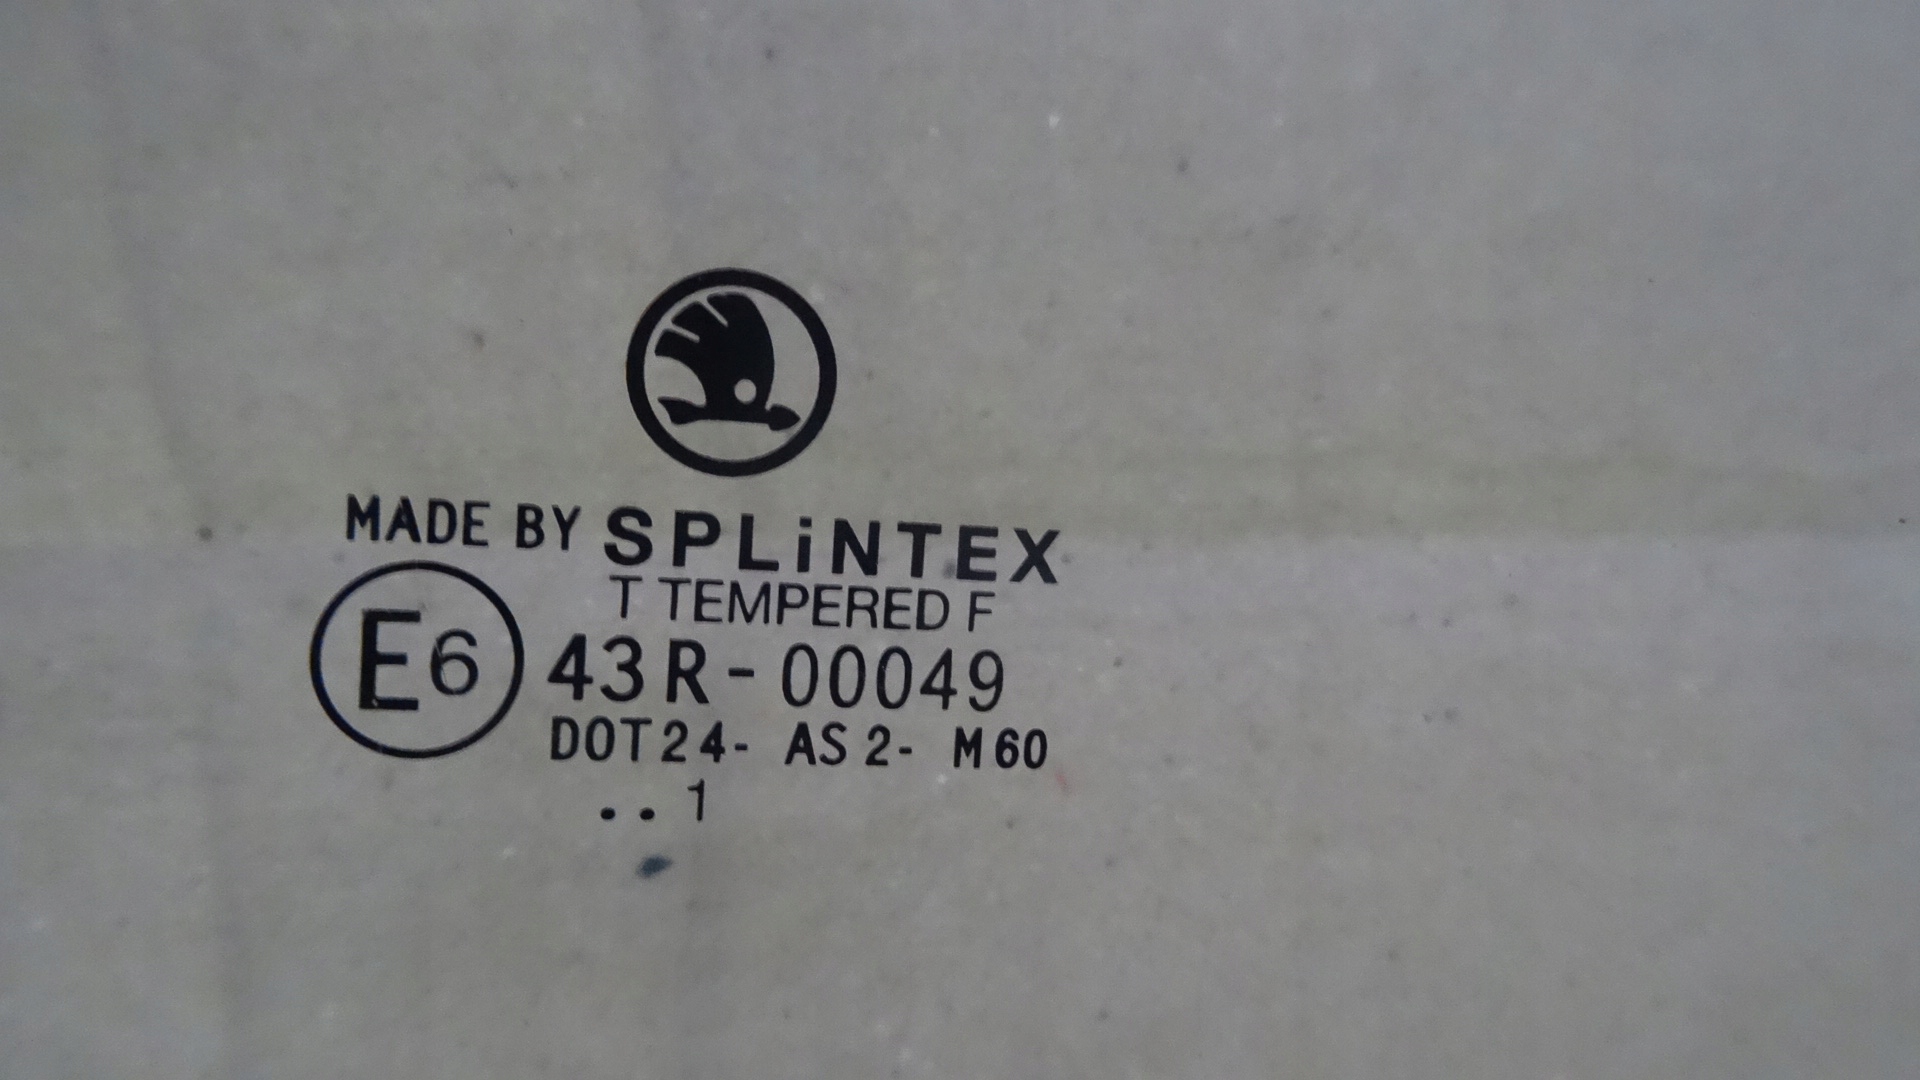 MADE BY SPLiNTEX
T TEMPERED F
E6 43R-00049
DOT24- AS2- M60
.. 1